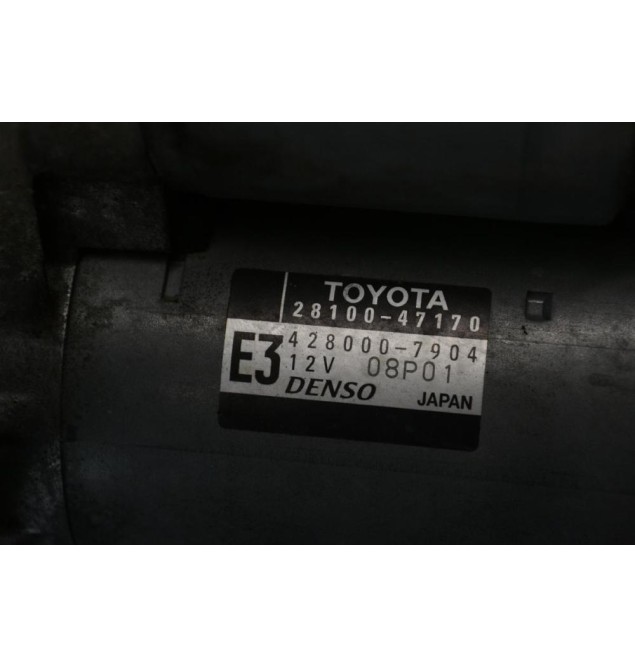 TOYOTA
28100-47170
E3 428000-7904
12V 08P01
DENSO JAPAN